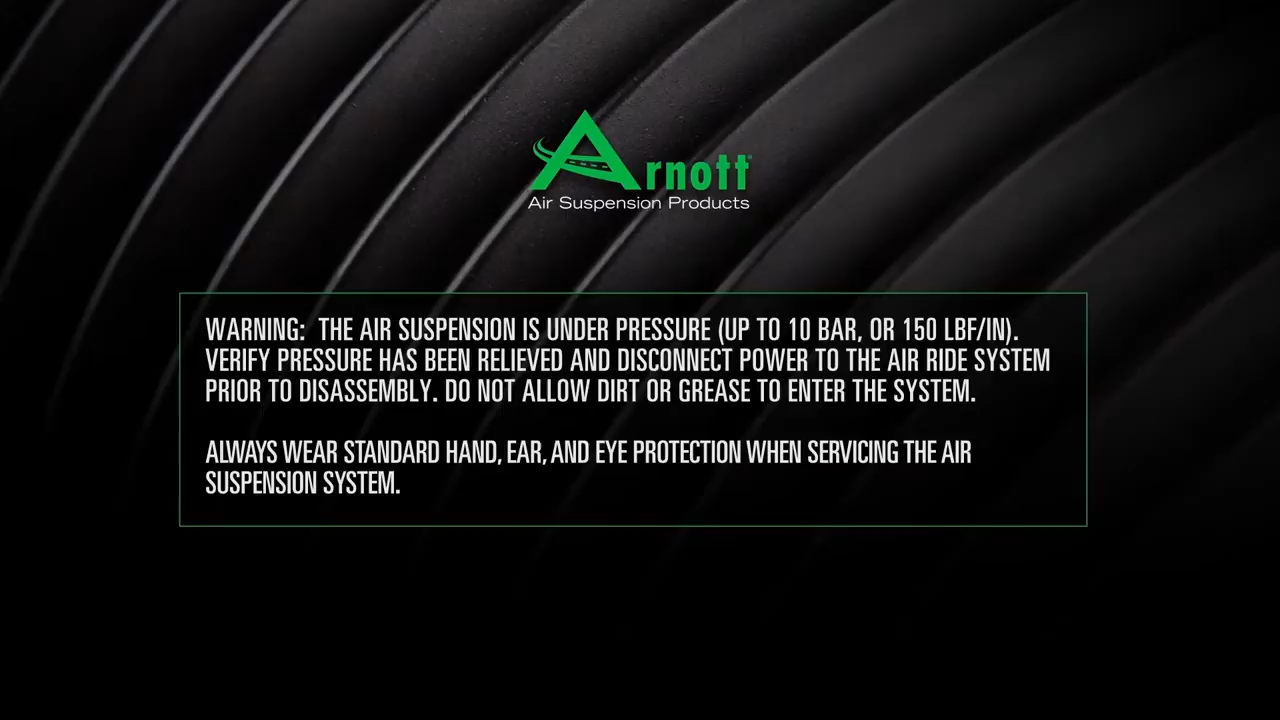 Arnott®
Air Suspension Products
WARNING:  THE AIR SUSPENSION IS UNDER PRESSURE (UP TO 10 BAR, OR 150 LBF/IN).
VERIFY PRESSURE HAS BEEN RELIEVED AND DISCONNECT POWER TO THE AIR RIDE SYSTEM
PRIOR TO DISASSEMBLY. DO NOT ALLOW DIRT OR GREASE TO ENTER THE SYSTEM.
ALWAYS WEAR STANDARD HAND, EAR, AND EYE PROTECTION WHEN SERVICING THE AIR
SUSPENSION SYSTEM.